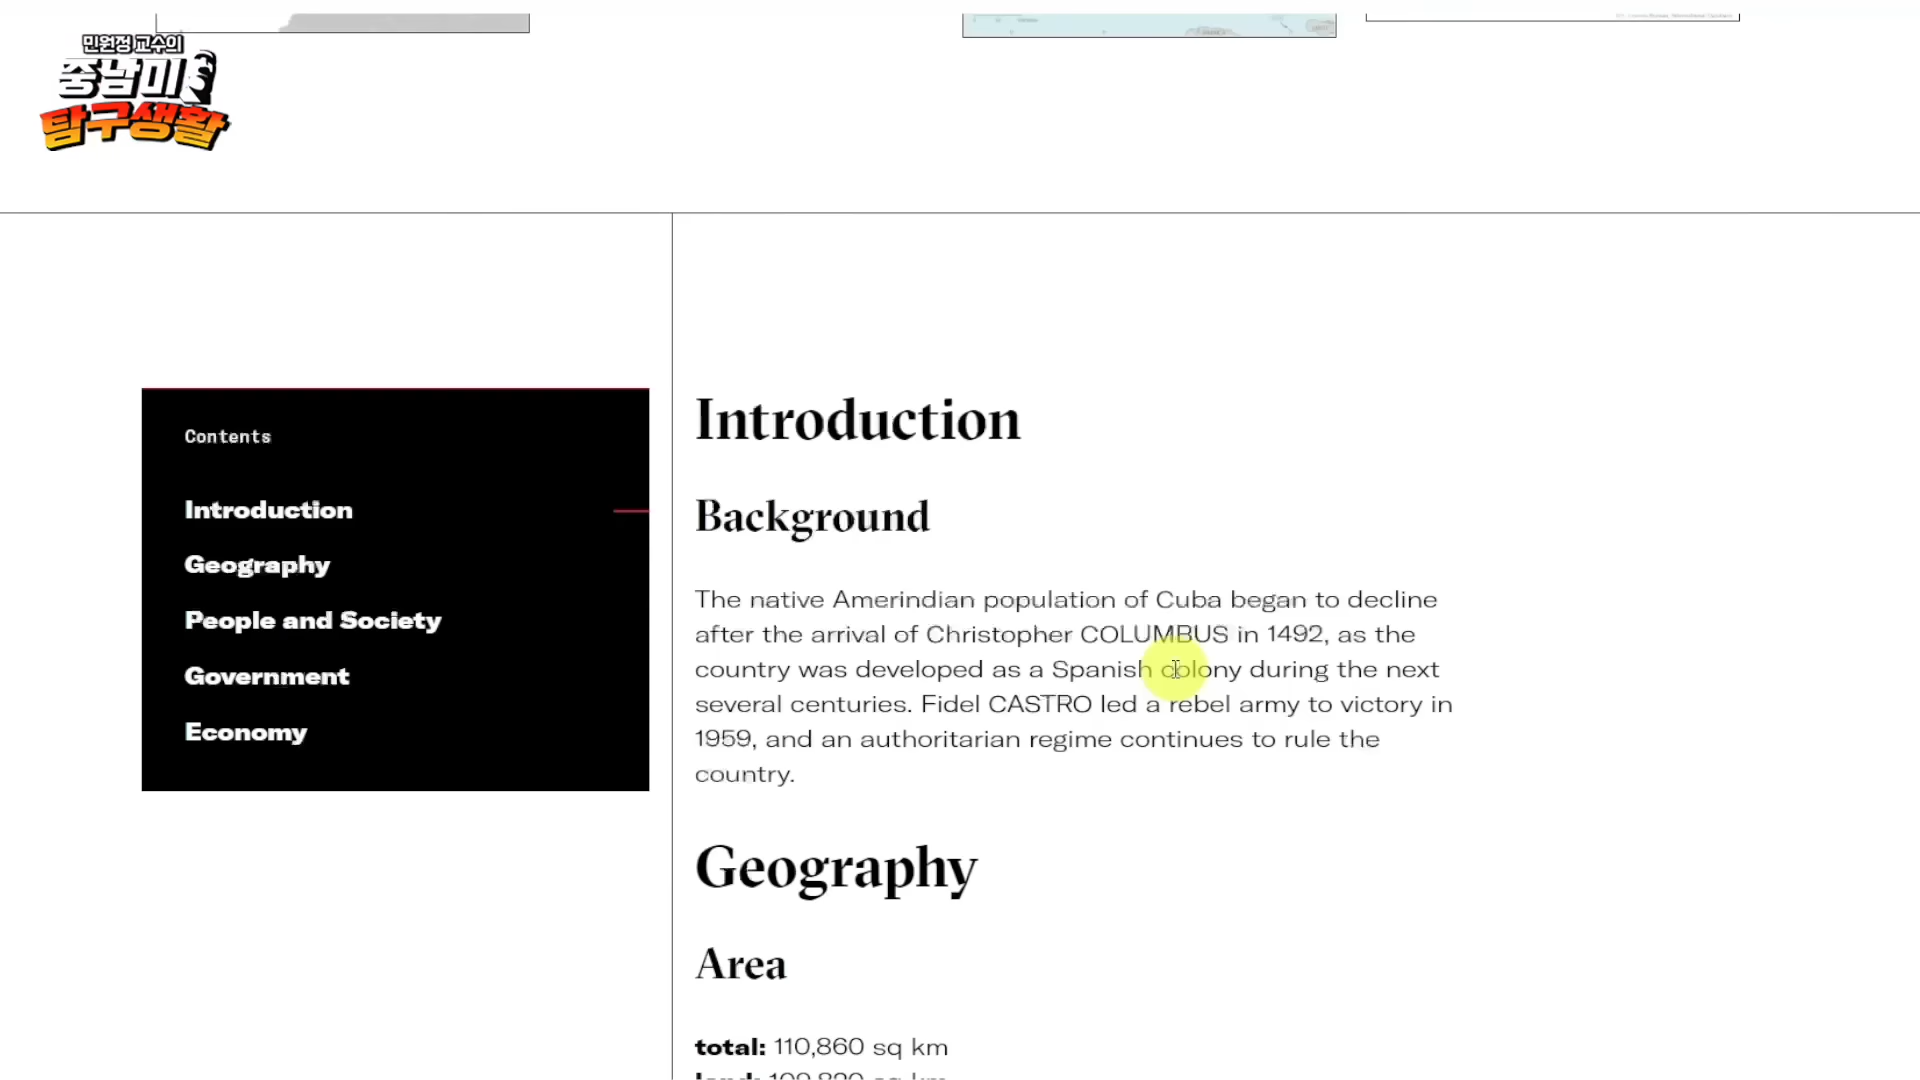 민원정 교수의
중남미
탐구생활
Contents
Introduction
Geography
People and Society
Government
Economy
Introduction
Background
The native Amerindian population of Cuba began to decline
after the arrival of Christopher COLUMBUS in 1492, as the
country was developed as a Spanish colony during the next
several centuries. Fidel CASTRO led a rebel army to victory in
1959, and an authoritarian regime continues to rule the
country.
Geography
Area
total: 110,860 sq km